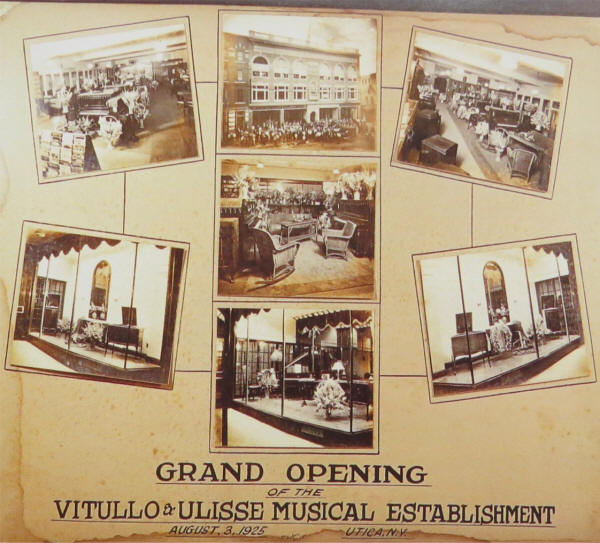 GRAND OPENING
OF THE
VITULLO & ULISSE MUSICAL ESTABLISHMENT
AUGUST. 3, 1925 UTICA, N.Y.